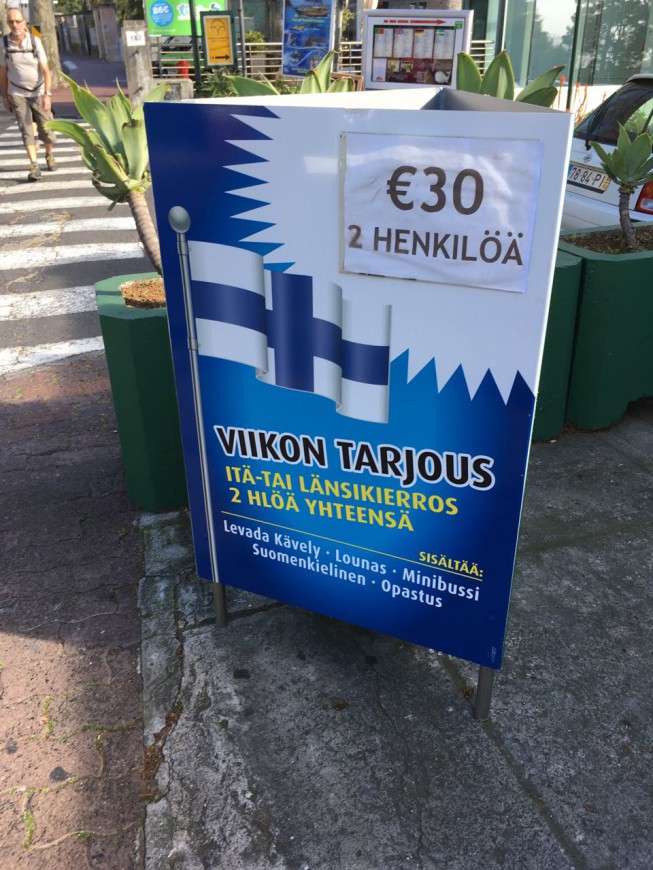 €30
2 HENKILÖÄ
VIIKON TARJOUS
ITÄ-TAI LÄNSIKIERROS
2 HLÖÄ YHTEENSÄ
SISÄLTÄÄ:
Levada Kävely · Lounas · Minibussi
Suomenkielinen · Opastus